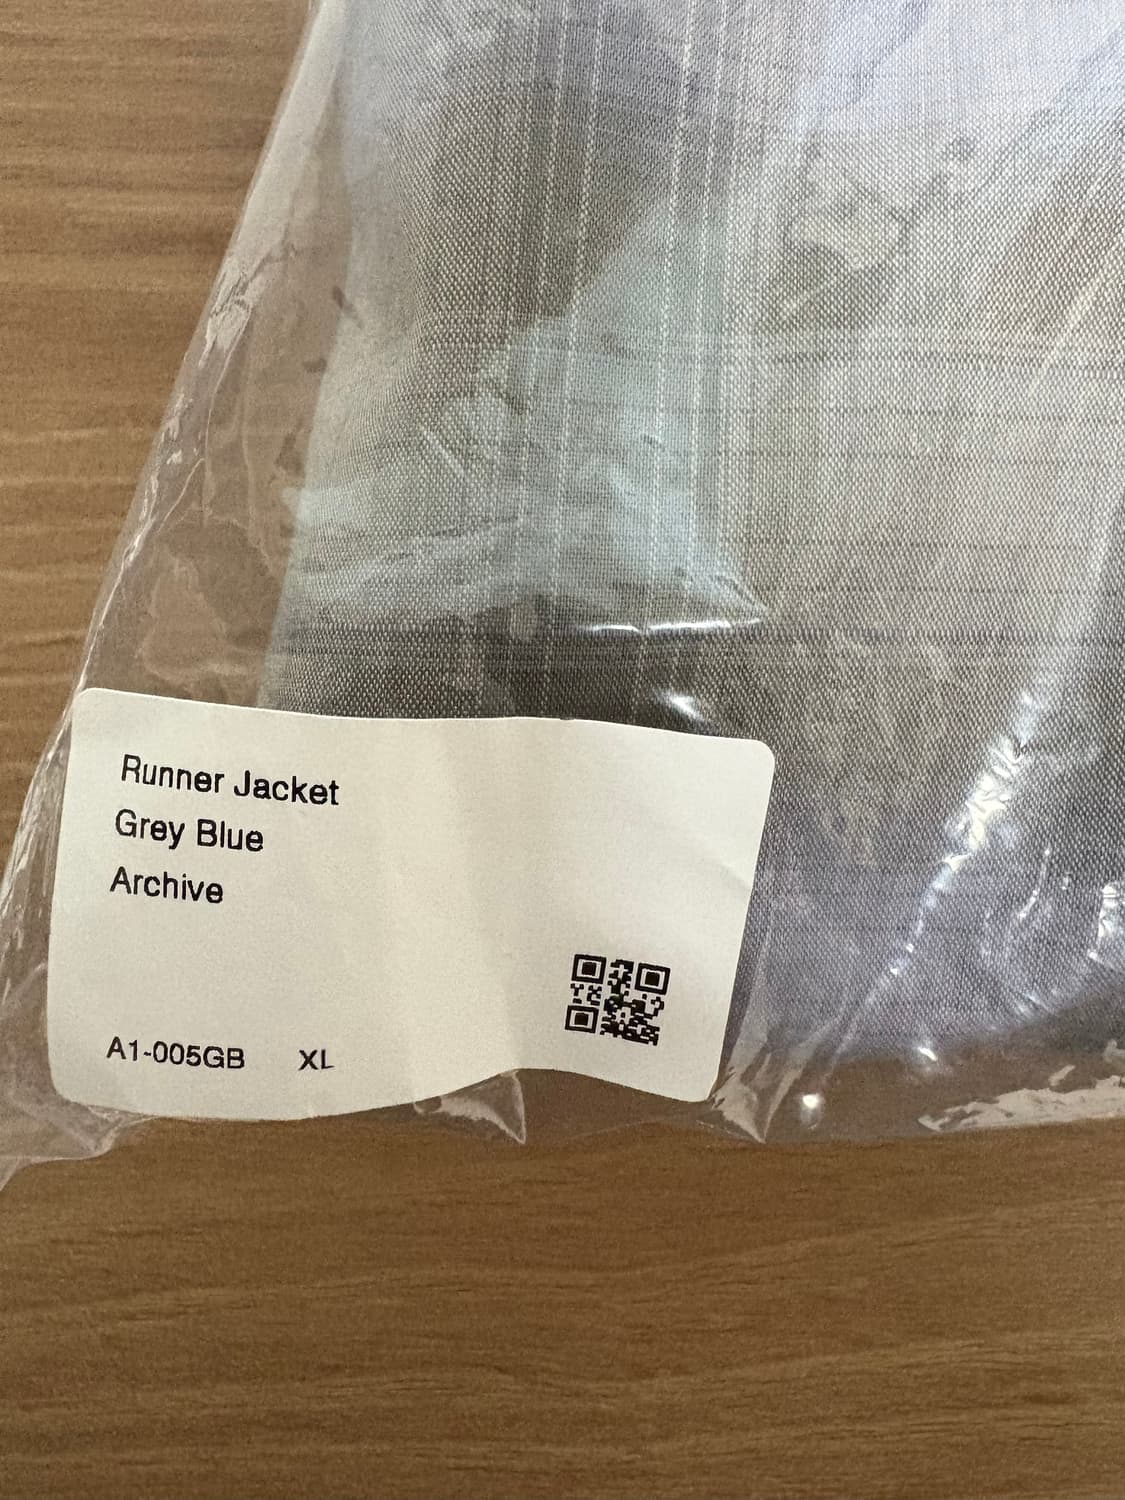 Runner Jacket
Grey Blue
Archive
A1-005GB XL